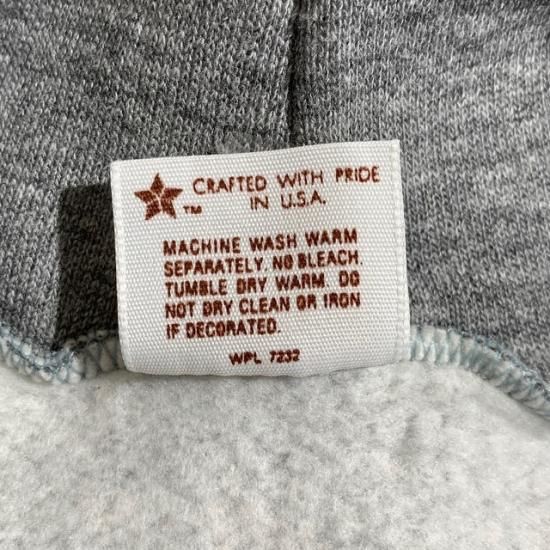 CRAFTED WITH PRIDE
IN U.S.A.
TM
MACHINE WASH WARM
SEPARATELY. NO BLEACH.
TUMBLE DRY WARM. DO
NOT DRY CLEAN OR IRON
IF DECORATED.
WPL 7232